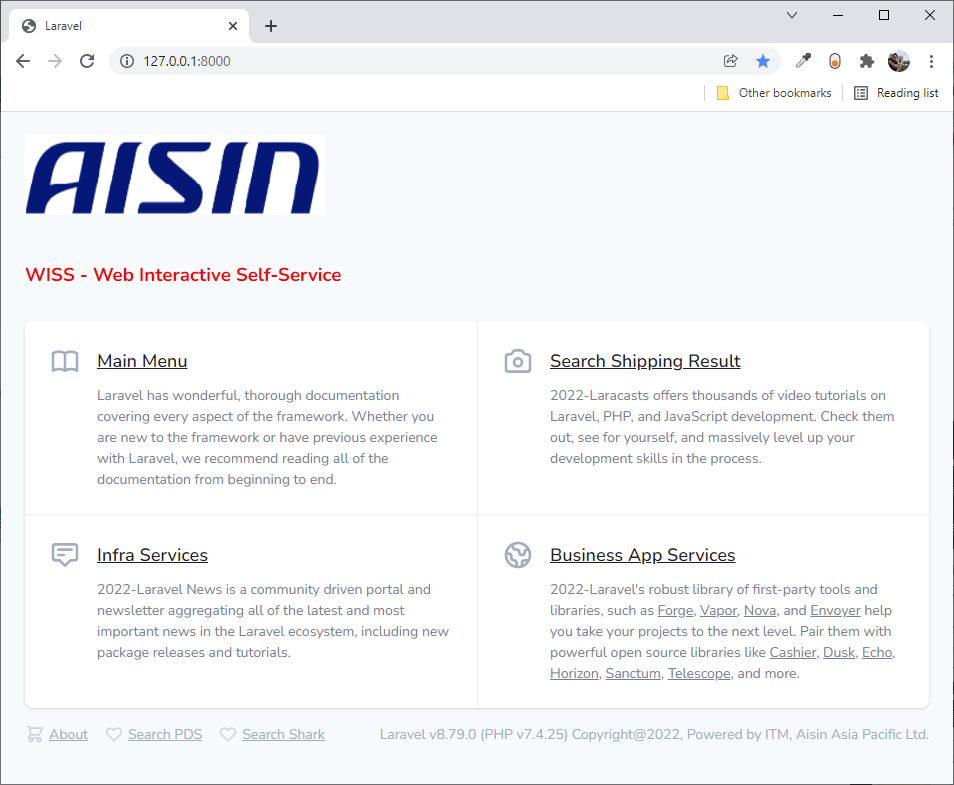 Laravel
127.0.0.1:8000
Other bookmarks
Reading list
AISIN
WISS - Web Interactive Self-Service
Main Menu
Laravel has wonderful, thorough documentation
covering every aspect of the framework. Whether you
are new to the framework or have previous experience
with Laravel, we recommend reading all of the
documentation from beginning to end.
Search Shipping Result
2022-Laracasts offers thousands of video tutorials on
Laravel, PHP, and JavaScript development. Check them
out, see for yourself, and massively level up your
development skills in the process.
Infra Services
2022-Laravel News is a community driven portal and
newsletter aggregating all of the latest and most
important news in the Laravel ecosystem, including new
package releases and tutorials.
Business App Services
2022-Laravel's robust library of first-party tools and
libraries, such as Forge, Vapor, Nova, and Envoyer help
you take your projects to the next level. Pair them with
powerful open source libraries like Cashier, Dusk, Echo,
Horizon, Sanctum, Telescope, and more.
About
Search PDS
Search Shark
Laravel v8.79.0 (PHP v7.4.25) Copyright@2022, Powered by ITM, Aisin Asia Pacific Ltd.